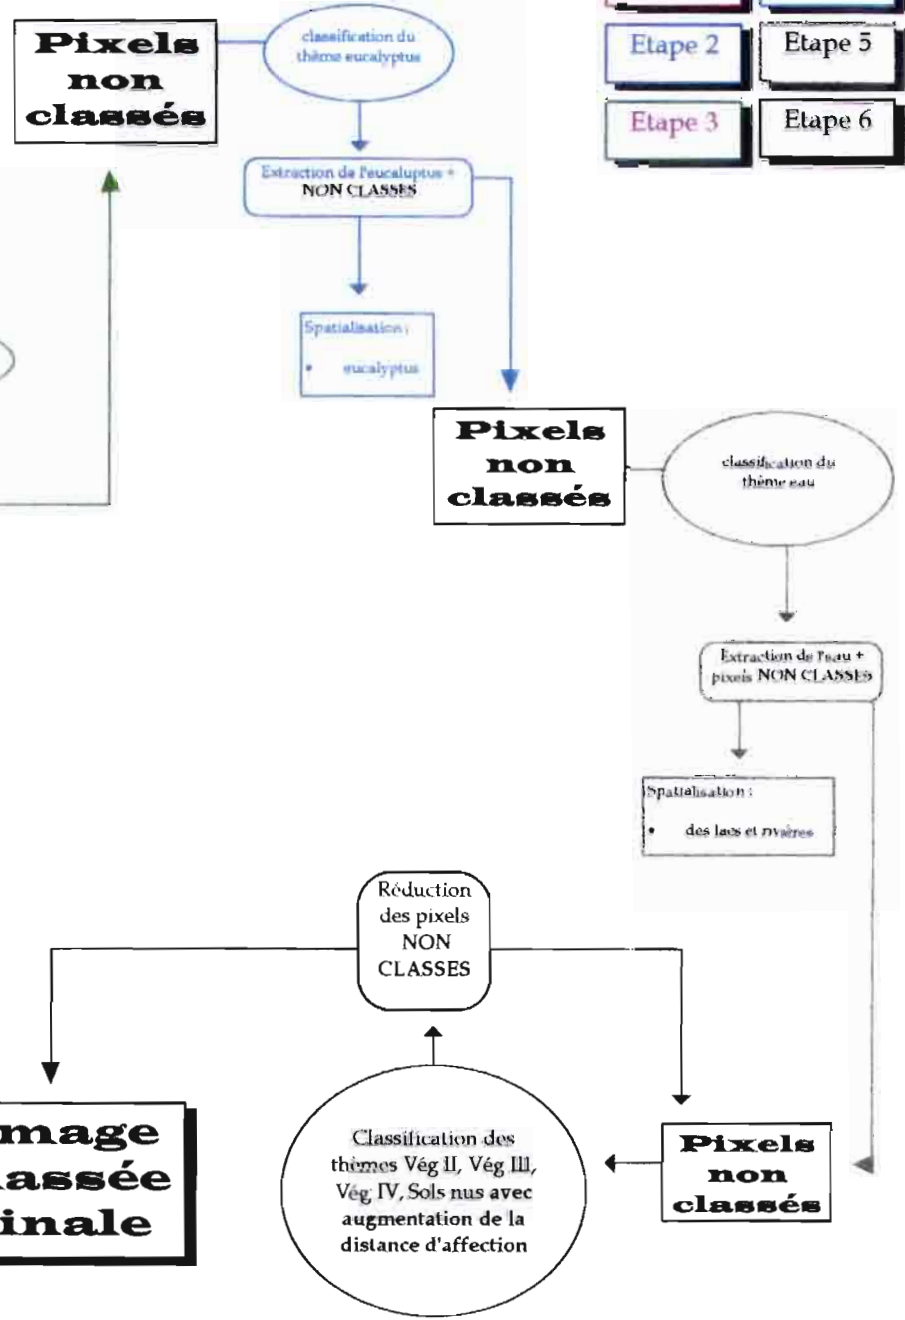 Pixels
non
classés
classification du
thème eucalyptus
Etape 2
Etape 5
Etape 3
Etape 6
Extraction de l'eucaluptus +
NON CLASSES
Spatialisation :
• eucalyptus
Pixels
non
classés
classification du
thème eau
Extraction de l'eau +
pixels NON CLASSES
Spatialisation :
• des lacs et rivières
Réduction
des pixels
NON
CLASSES
mage
assée
inale
Classification des
thèmes Vég II, Vég III,
Vég IV, Sols nus avec
augmentation de la
distance d'affection
Pixels
non
classés